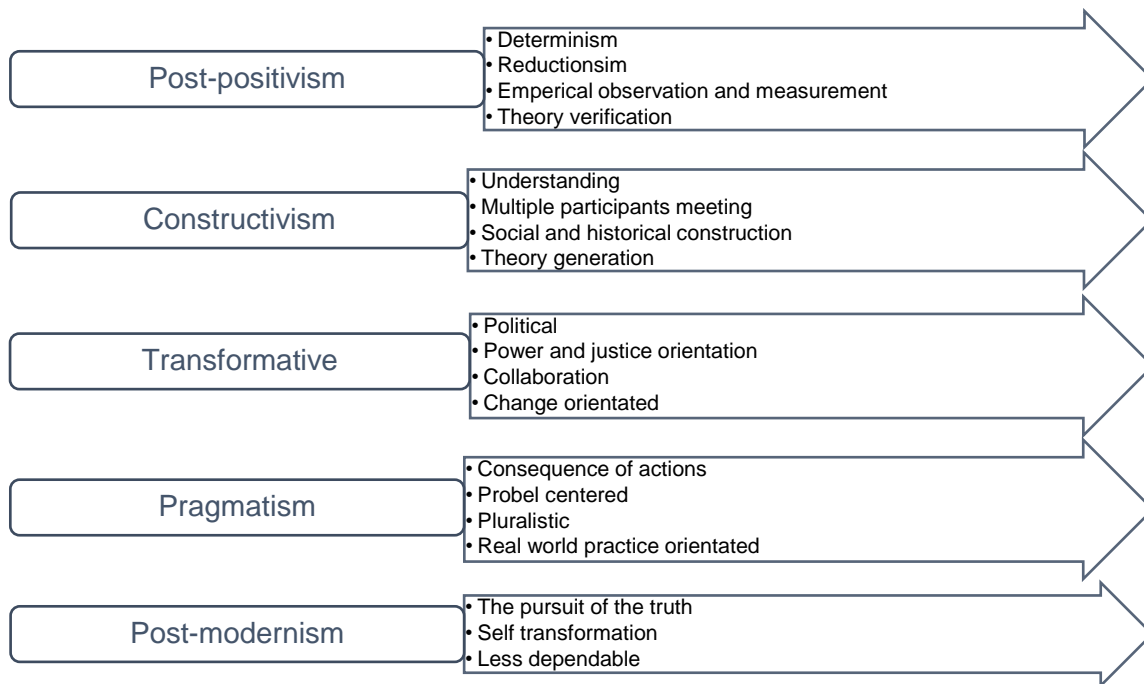 Post-positivism
• Determinism
• Reductionsim
• Emperical observation and measurement
• Theory verification
Constructivism
• Understanding
• Multiple participants meeting
• Social and historical construction
• Theory generation
Transformative
• Political
• Power and justice orientation
• Collaboration
• Change orientated
Pragmatism
• Consequence of actions
• Probel centered
• Pluralistic
• Real world practice orientated
Post-modernism
• The pursuit of the truth
• Self transformation
• Less dependable